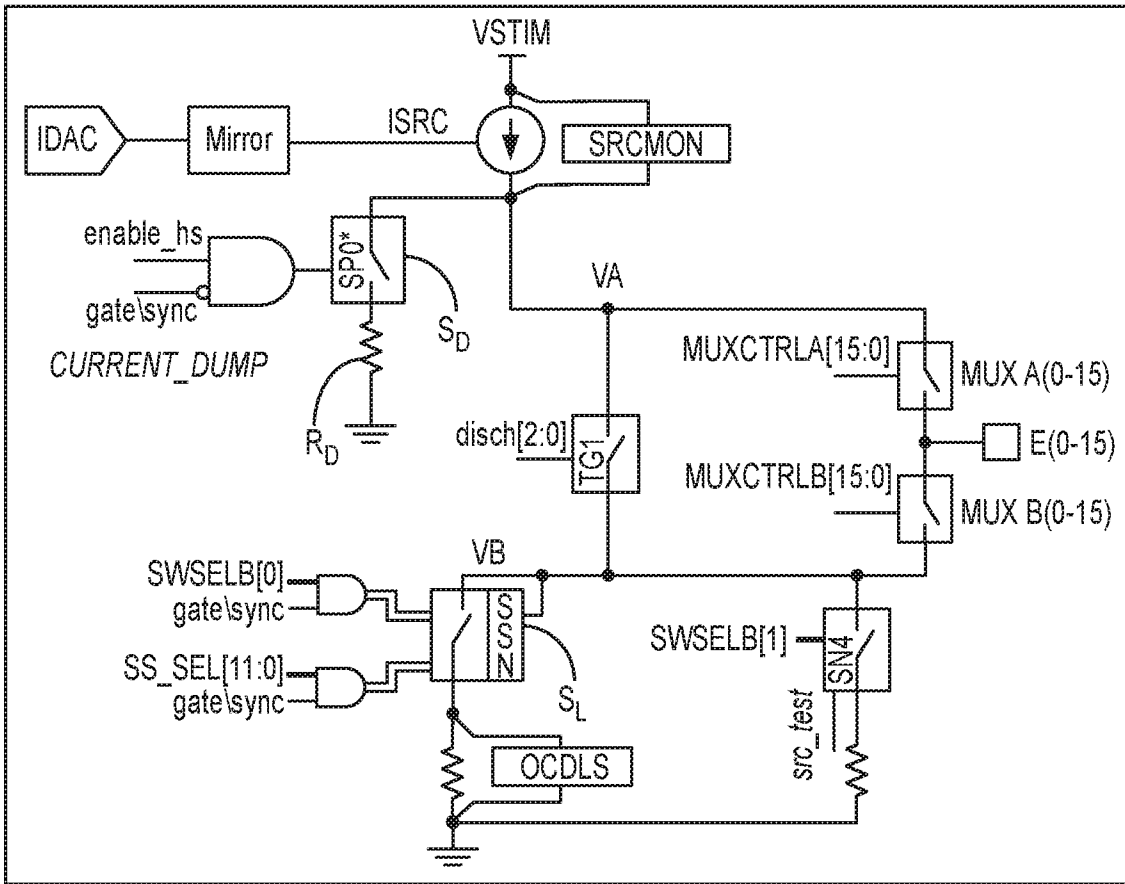 VSTIM
IDAC
Mirror
ISRC
SRCMON
enable_hs
gate\sync
SP0*
S_D
CURRENT_DUMP
R_D
VA
MUXCTRLA[15:0]
MUX A(0-15)
disch[2:0]
TG1
E(0-15)
MUXCTRLB[15:0]
MUX B(0-15)
VB
SWSELB[0]
gate\sync
SS_SEL[11:0]
gate\sync
S
S
N
S_L
SWSELB[1]
SN4
src_test
OCDLS